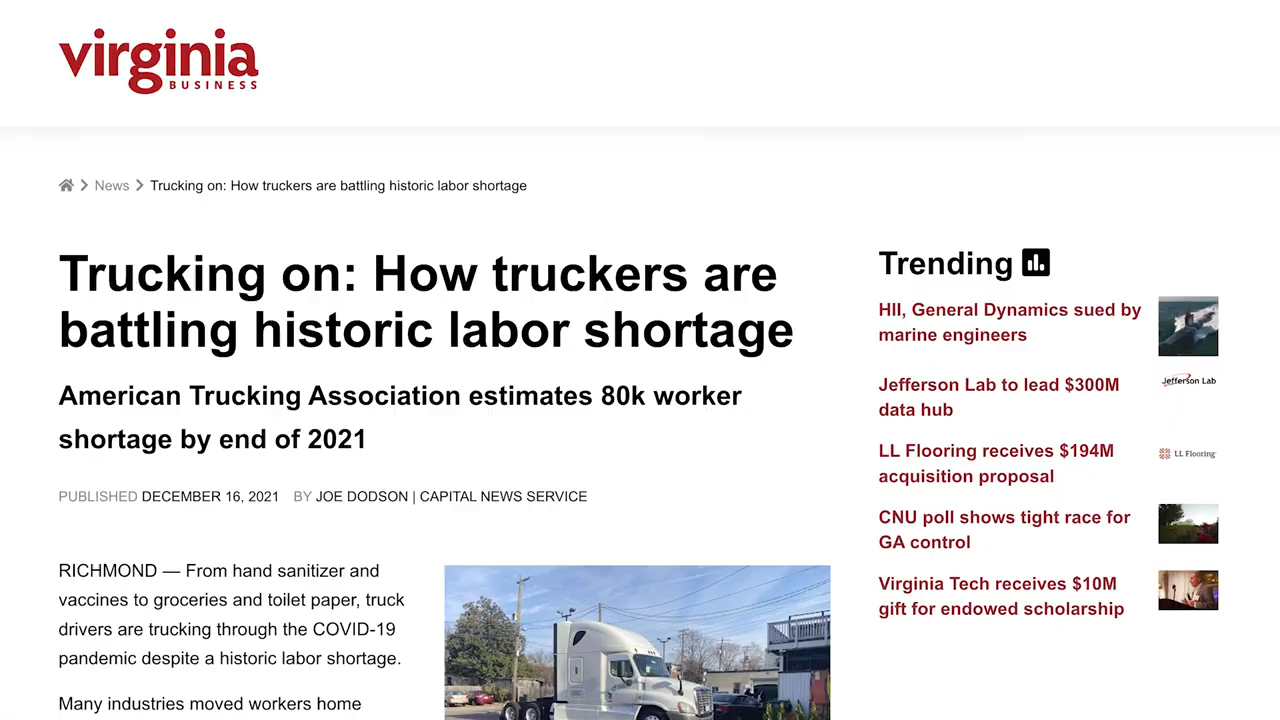 virginia
BUSINESS
News Trucking on: How truckers are battling historic labor shortage
Trucking on: How truckers are
battling historic labor shortage
American Trucking Association estimates 80k worker
shortage by end of 2021
PUBLISHED DECEMBER 16, 2021 BY JOE DODSON | CAPITAL NEWS SERVICE
RICHMOND — From hand sanitizer and
vaccines to groceries and toilet paper, truck
drivers are trucking through the COVID-19
pandemic despite a historic labor shortage.
Many industries moved workers home
Trending
HII, General Dynamics sued by
marine engineers
Jefferson Lab to lead $300M
data hub
Jefferson Lab
LL Flooring receives $194M
acquisition proposal
LL Flooring
CNU poll shows tight race for
GA control
Virginia Tech receives $10M
gift for endowed scholarship